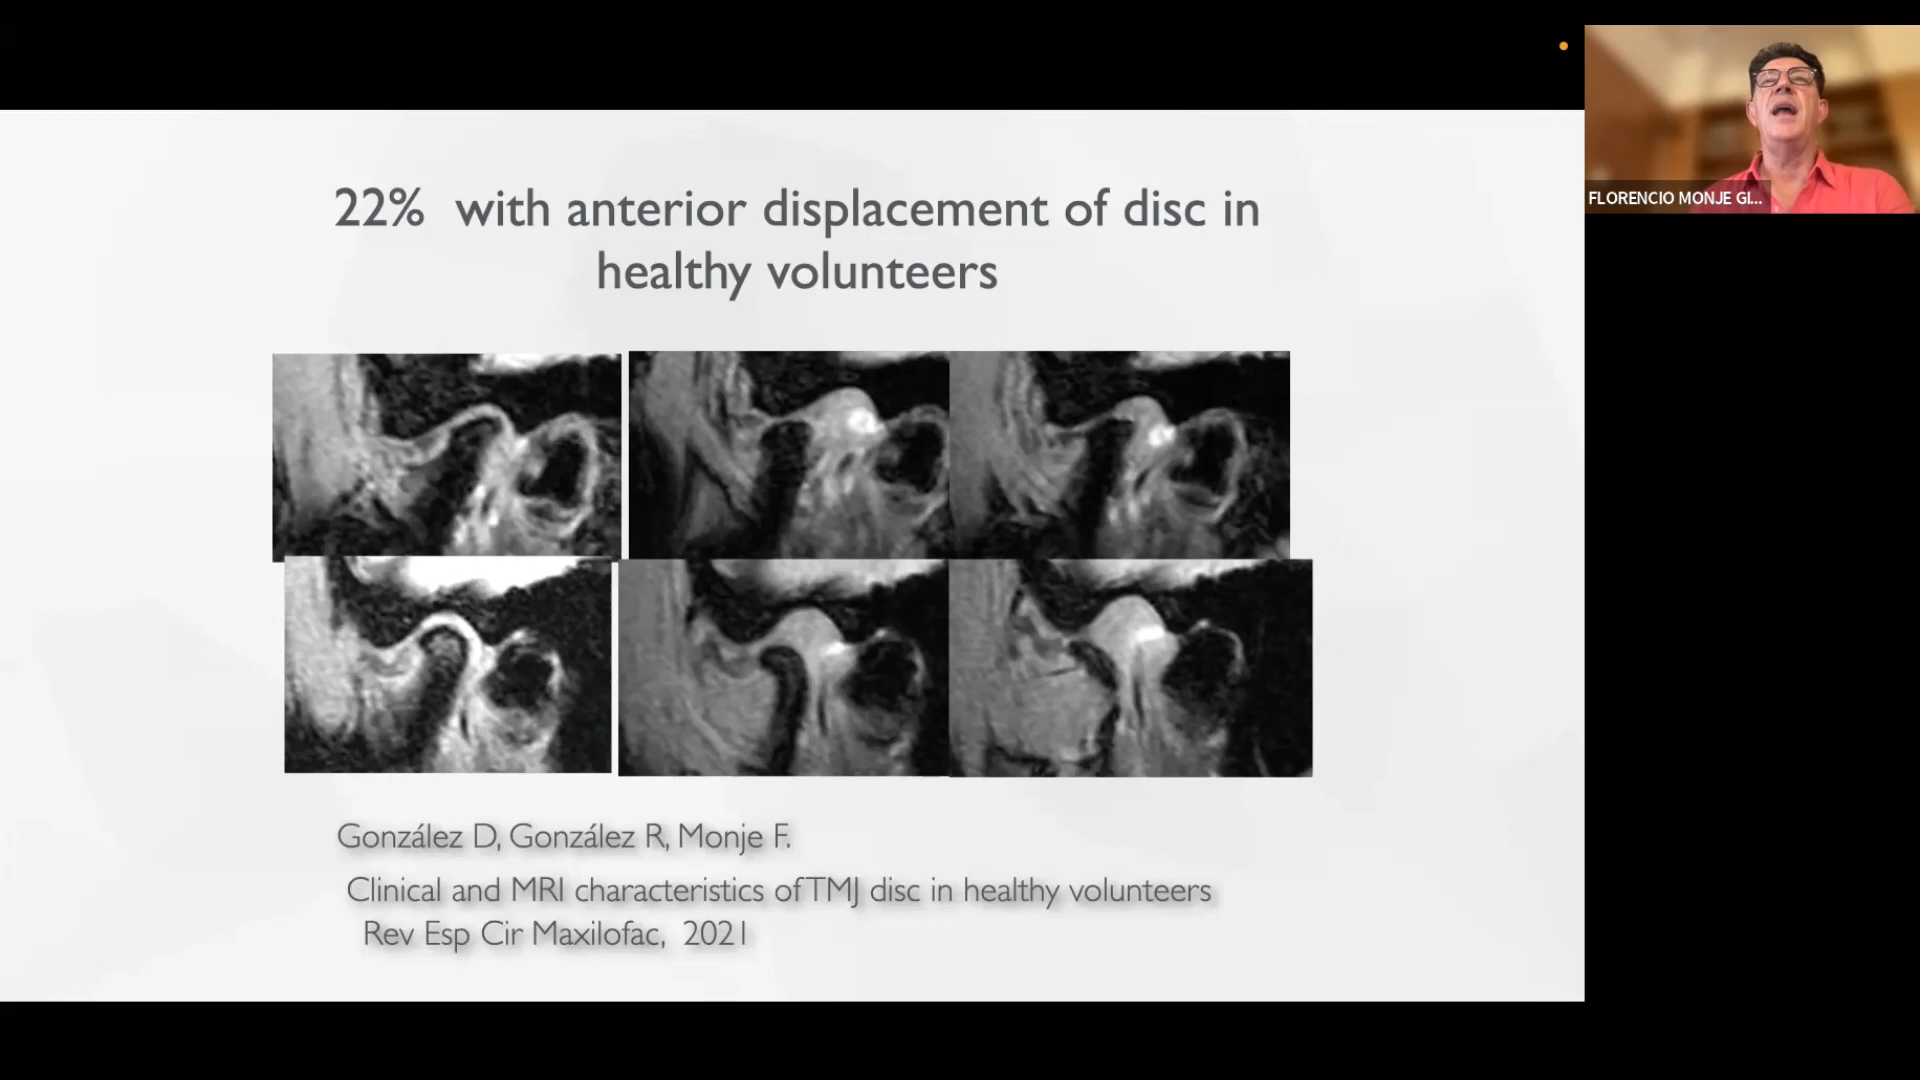 22% with anterior displacement of disc in
healthy volunteers
FLORENCIO MONJE GI...
González D, González R, Monje F.
Clinical and MRI characteristics of TMJ disc in healthy volunteers
Rev Esp Cir Maxilofac, 2021